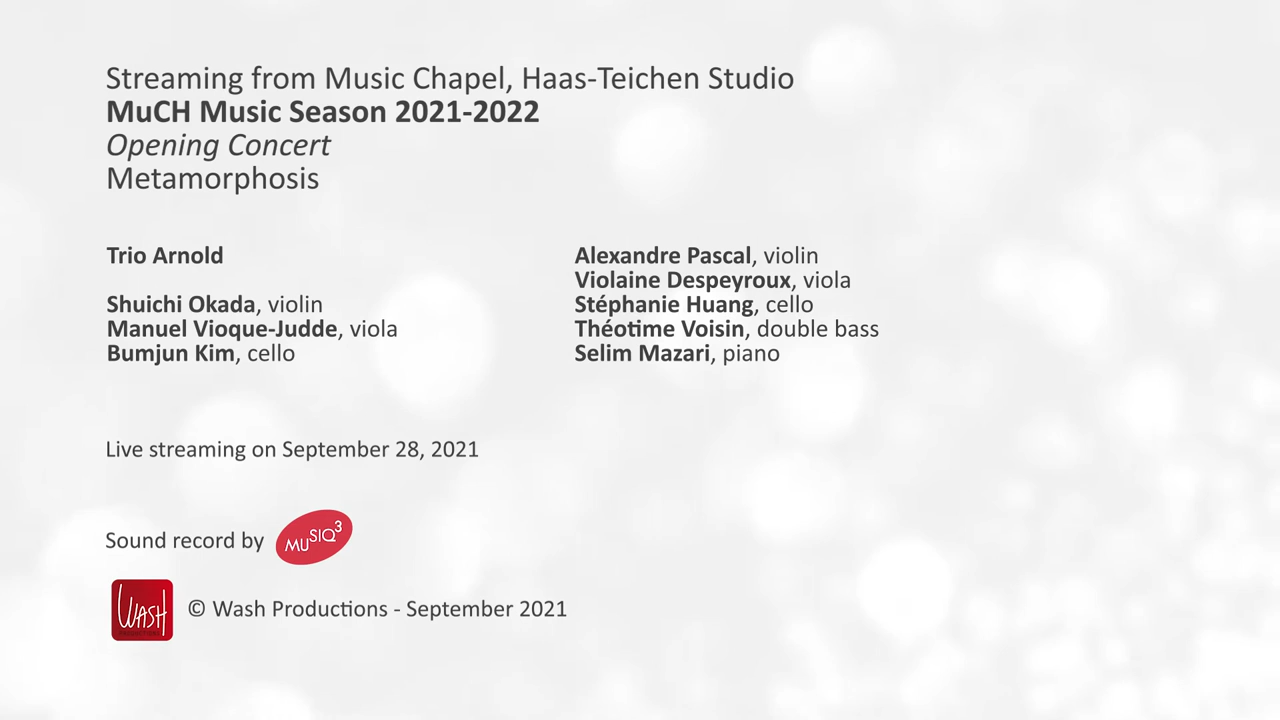 Streaming from Music Chapel, Haas-Teichen Studio
MuCH Music Season 2021-2022
Opening Concert
Metamorphosis
Trio Arnold
Shuichi Okada, violin
Manuel Vioque-Judde, viola
Bumjun Kim, cello
Alexandre Pascal, violin
Violaine Despeyroux, viola
Stéphanie Huang, cello
Théotime Voisin, double bass
Selim Mazari, piano
Live streaming on September 28, 2021
Sound record by MUSIQ3
WASH
© Wash Productions - September 2021